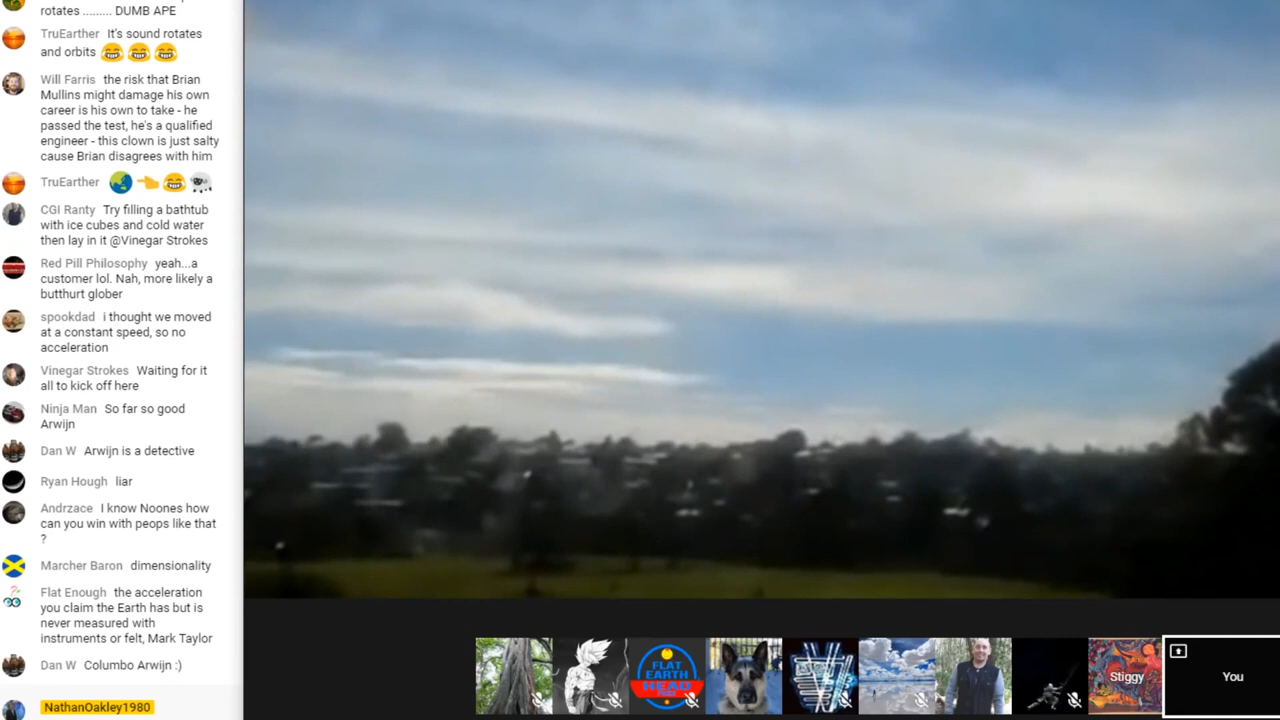 rotates ......... DUMB APE
TruEarther It's sound rotates
and orbits 😂 😂 😂
Will Farris the risk that Brian
Mullins might damage his own
career is his own to take - he
passed the test, he's a qualified
engineer - this clown is just salty
cause Brian disagrees with him
TruEarther 🌏 👈 😂 🐑
CGI Ranty Try filling a bathtub
with ice cubes and cold water
then lay in it @Vinegar Strokes
Red Pill Philosophy yeah...a
customer lol. Nah, more likely a
butthurt glober
spookdad i thought we moved
at a constant speed, so no
acceleration
Vinegar Strokes Waiting for it
all to kick off here
Ninja Man So far so good
Arwijn
Dan W Arwijn is a detective
Ryan Hough liar
Andrzace I know Noones how
can you win with peops like that
?
Marcher Baron dimensionality
Flat Enough the acceleration
you claim the Earth has but is
never measured with
instruments or felt, Mark Taylor
Dan W Columbo Arwijn :)
NathanOakley1980
FLAT
EARTH
HEAD
Stiggy
You